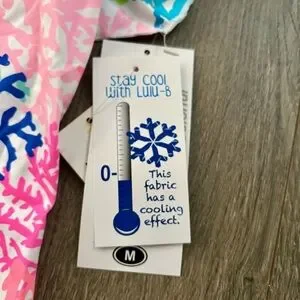 Stay Cool
with Lulu-B
0-
This
fabric
has a
cooling
effect.
M